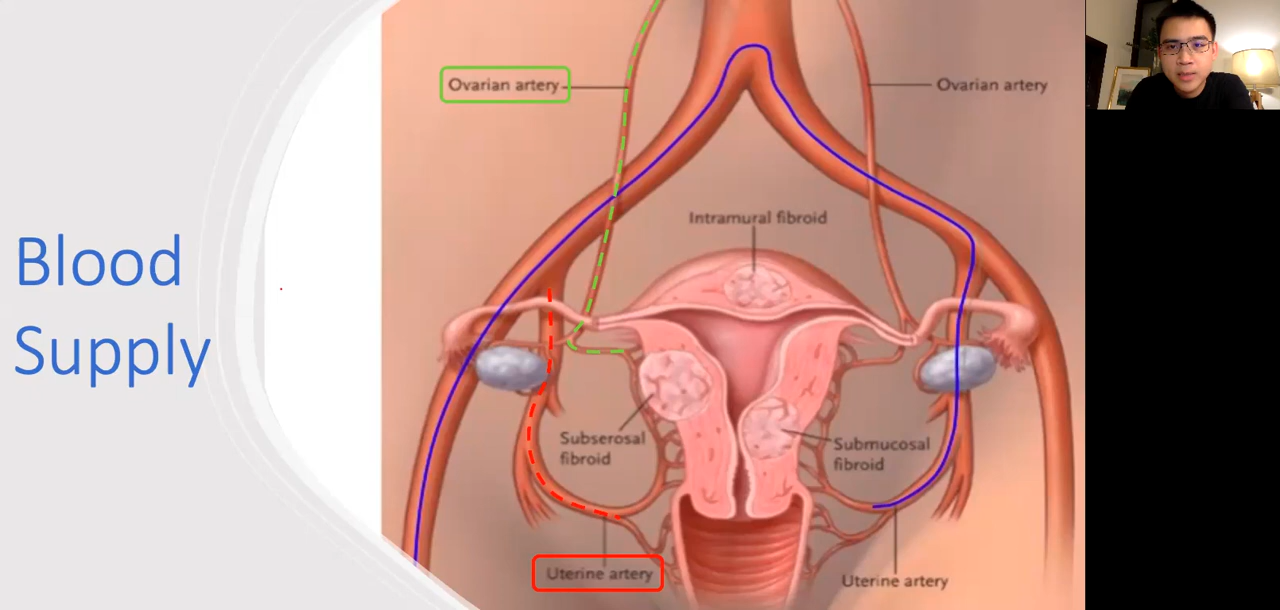 Blood
Supply
Ovarian artery
Ovarian artery
Intramural fibroid
Subserosal
fibroid
Submucosal
fibroid
Uterine artery
Uterine artery